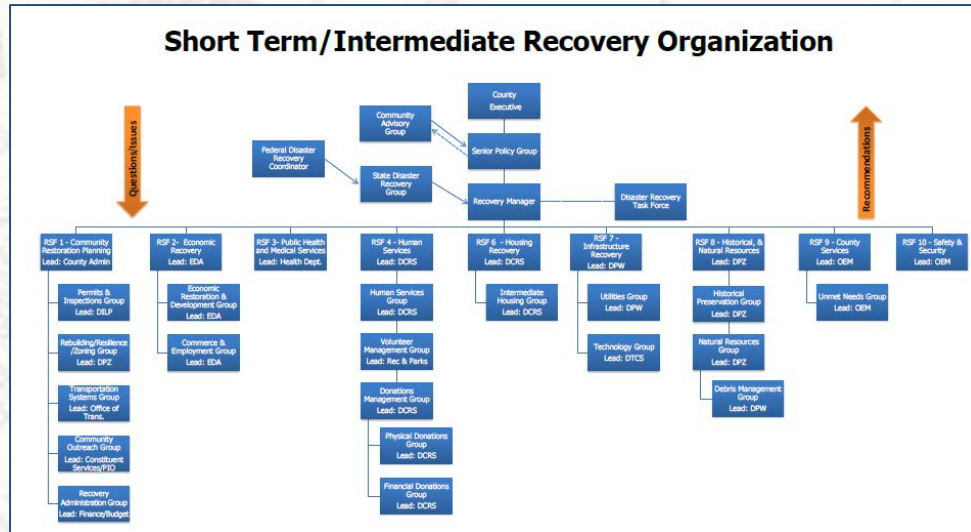 Short Term/Intermediate Recovery Organization
Questions/Issues
Recommendations
County
Executive
Community
Advisory
Group
Senior Policy Group
Federal Disaster
Recovery
Coordinator
State Disaster
Recovery
Group
Recovery Manager
Disaster Recovery
Task Force
RSF 1 - Community
Restoration Planning
Lead: County Admin
RSF 2- Economic
Recovery
Lead: EDA
RSF 3- Public Health
and Medical Services
Lead: Health Dept.
RSF 4 - Human
Services
Lead: DCRS
RSF 6 - Housing
Recovery
Lead: DCRS
RSF 7 -
Infrastructure
Recovery
Lead: DPW
RSF 8 - Historical, &
Natural Resources
Lead: DPZ
RSF 9 - County
Services
Lead: OEM
RSF 10 - Safety &
Security
Lead: OEM
Permits &
Inspections Group
Lead: DILP
Rebuilding/Resilience
/Zoning Group
Lead: DPZ
Transportation
Systems Group
Lead: Office of
Trans.
Community
Outreach Group
Lead: Constituent
Services/PIO
Recovery
Administration Group
Lead: Finance/Budget
Economic
Restoration &
Development Group
Lead: EDA
Commerce &
Employment Group
Lead: EDA
Human Services
Group
Lead: DCRS
Volunteer
Management Group
Lead: Rec & Parks
Donations
Management Group
Lead: DCRS
Physical Donations
Group
Lead: DCRS
Financial Donations
Group
Lead: DCRS
Intermediate
Housing Group
Lead: DCRS
Utilities Group
Lead: DPW
Technology Group
Lead: DTCS
Historical
Preservation Group
Lead: DPZ
Natural Resources
Group
Lead: DPZ
Debris Management
Group
Lead: DPW
Unmet Needs Group
Lead: OEM